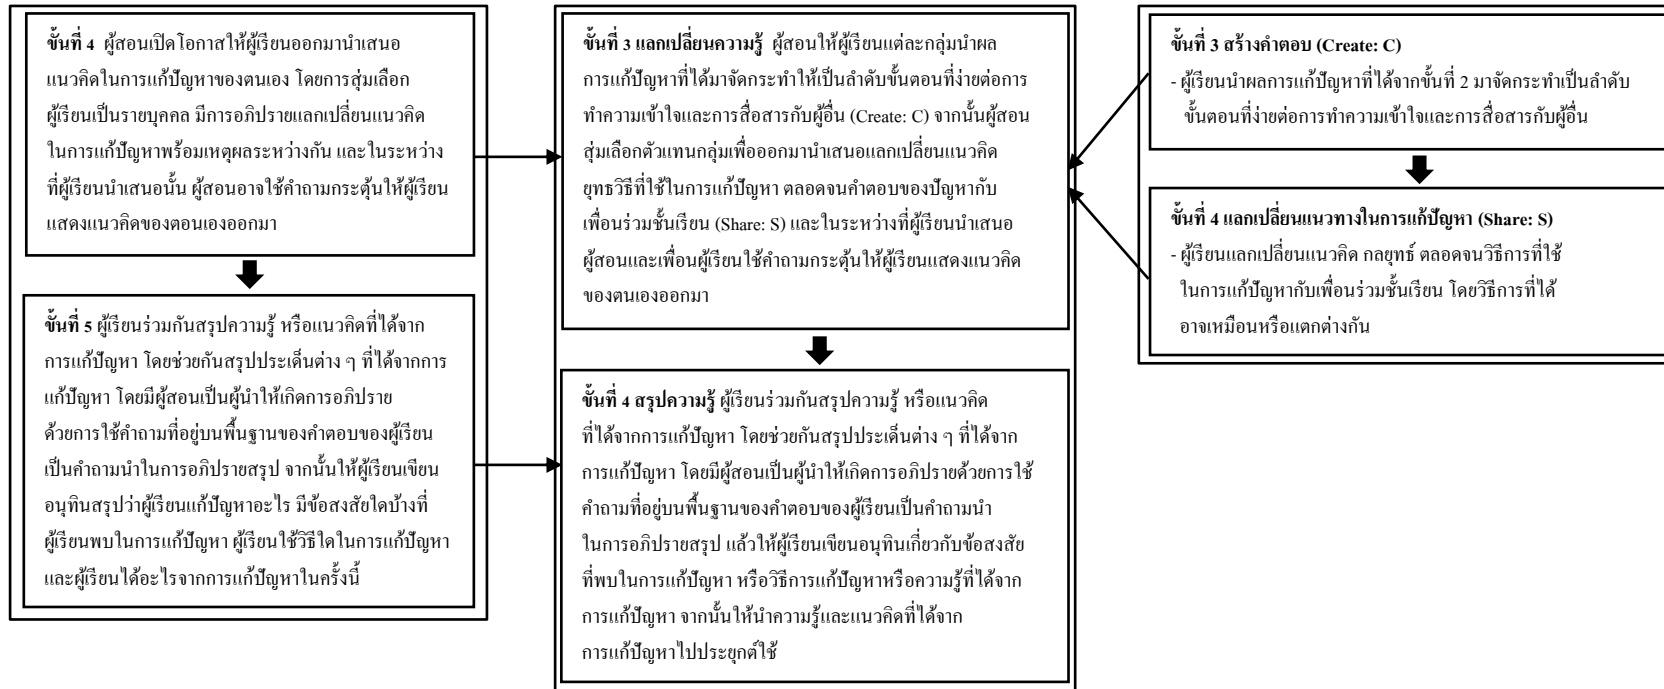 ขั้นที่ 4 ผู้สอนเปิดโอกาสให้ผู้เรียนออกมานำเสนอ
แนวคิดในการแก้ปัญหาของตนเอง โดยการสุ่มเลือก
ผู้เรียนเป็นรายบุคคล มีการอภิปรายแลกเปลี่ยนแนวคิด
ในการแก้ปัญหาพร้อมเหตุผลระหว่างกัน และในระหว่าง
ที่ผู้เรียนนำเสนอนั้น ผู้สอนอาจใช้คำถามกระตุ้นให้ผู้เรียน
แสดงแนวคิดของตอนเองออกมา
ขั้นที่ 5 ผู้เรียนร่วมกันสรุปความรู้ หรือแนวคิดที่ได้จาก
การแก้ปัญหา โดยช่วยกันสรุปประเด็นต่าง ๆ ที่ได้จากการ
แก้ปัญหา โดยมีผู้สอนเป็นผู้นำให้เกิดการอภิปราย
ด้วยการใช้คำถามที่อยู่บนพื้นฐานของคำตอบของผู้เรียน
เป็นคำถามนำในการอภิปรายสรุป จากนั้นให้ผู้เรียนเขียน
อนุทินสรุปว่าผู้เรียนแก้ปัญหาอะไร มีข้อสงสัยใดบ้างที่
ผู้เรียนพบในการแก้ปัญหา ผู้เรียนใช้วิธีใดในการแก้ปัญหา
และผู้เรียนได้อะไรจากการแก้ปัญหาในครั้งนี้
ขั้นที่ 3 แลกเปลี่ยนความรู้ ผู้สอนให้ผู้เรียนแต่ละกลุ่มนำผล
การแก้ปัญหาที่ได้มาจัดกระทำให้เป็นลำดับขั้นตอนที่ง่ายต่อการ
ทำความเข้าใจและการสื่อสารกับผู้อื่น (Create: C) จากนั้นผู้สอน
สุ่มเลือกตัวแทนกลุ่มเพื่อออกมานำเสนอแลกเปลี่ยนแนวคิด
ยุทธวิธีที่ใช้ในการแก้ปัญหา ตลอดจนคำตอบของปัญหากับ
เพื่อนร่วมชั้นเรียน (Share: S) และในระหว่างที่ผู้เรียนนำเสนอ
ผู้สอนและเพื่อนผู้เรียนใช้คำถามกระตุ้นให้ผู้เรียนแสดงแนวคิด
ของตนเองออกมา
ขั้นที่ 4 สรุปความรู้ ผู้เรียนร่วมกันสรุปความรู้ หรือแนวคิด
ที่ได้จากการแก้ปัญหา โดยช่วยกันสรุปประเด็นต่าง ๆ ที่ได้จาก
การแก้ปัญหา โดยมีผู้สอนเป็นผู้นำให้เกิดการอภิปรายด้วยการใช้
คำถามที่อยู่บนพื้นฐานของคำตอบของผู้เรียนเป็นคำถามนำ
ในการอภิปรายสรุป แล้วให้ผู้เรียนเขียนอนุทินเกี่ยวกับข้อสงสัย
ที่พบในการแก้ปัญหา หรือวิธีการแก้ปัญหาหรือความรู้ที่ได้จาก
การแก้ปัญหา จากนั้นให้นำความรู้และแนวคิดที่ได้จาก
การแก้ปัญหาไปประยุกต์ใช้
ขั้นที่ 3 สร้างคำตอบ (Create: C)
- ผู้เรียนนำผลการแก้ปัญหาที่ได้จากขั้นที่ 2 มาจัดกระทำเป็นลำดับ
ขั้นตอนที่ง่ายต่อการทำความเข้าใจและการสื่อสารกับผู้อื่น
ขั้นที่ 4 แลกเปลี่ยนแนวทางในการแก้ปัญหา (Share: S)
- ผู้เรียนแลกเปลี่ยนแนวคิด กลยุทธ์ ตลอดจนวิธีการที่ใช้
ในการแก้ปัญหากับเพื่อนร่วมชั้นเรียน โดยวิธีการที่ได้
อาจเหมือนหรือแตกต่างกัน